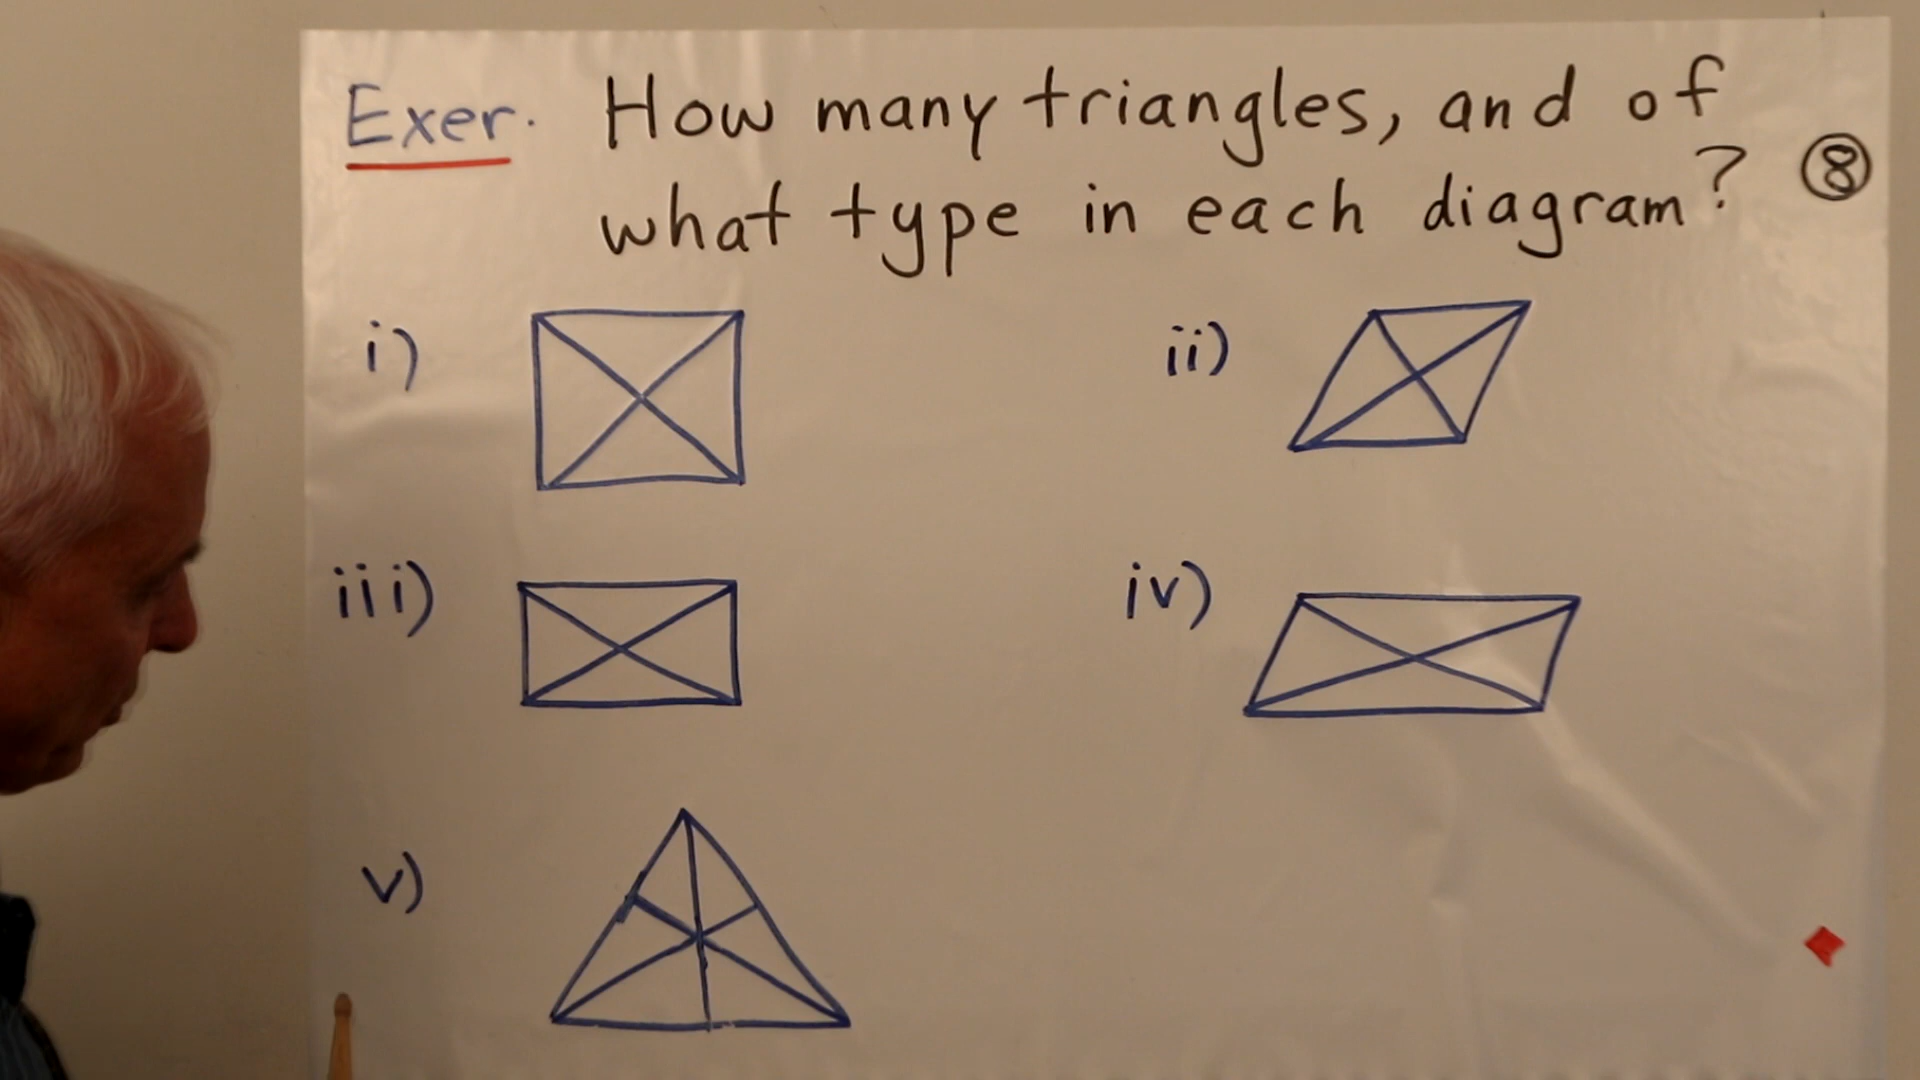 Exer. How many triangles, and of
what type in each diagram? ⑧
i)
ii)
iii)
iv)
v)